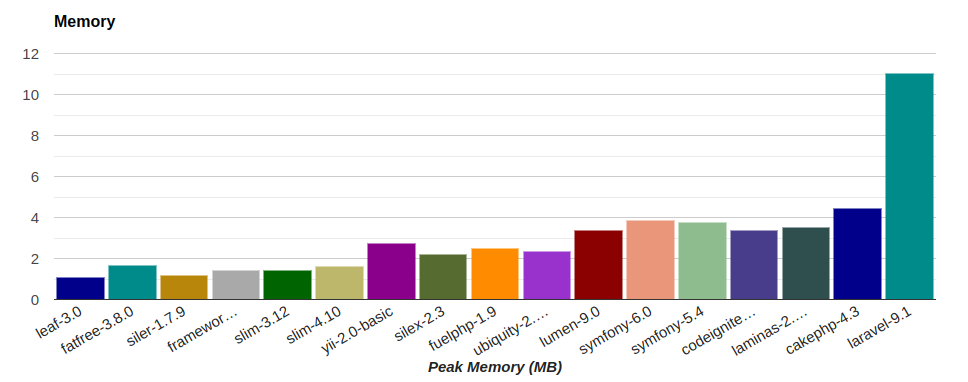 Memory
12
10
8
6
4
2
0
leaf-3.0
fatfree-3.8.0
siler-1.7.9
framewor…
slim-3.12
slim-4.10
yii-2.0-basic
silex-2.3
fuelphp-1.9
ubiquity-2.…
lumen-9.0
symfony-6.0
symfony-5.4
codeignite…
laminas-2.…
cakephp-4.3
laravel-9.1
Peak Memory (MB)